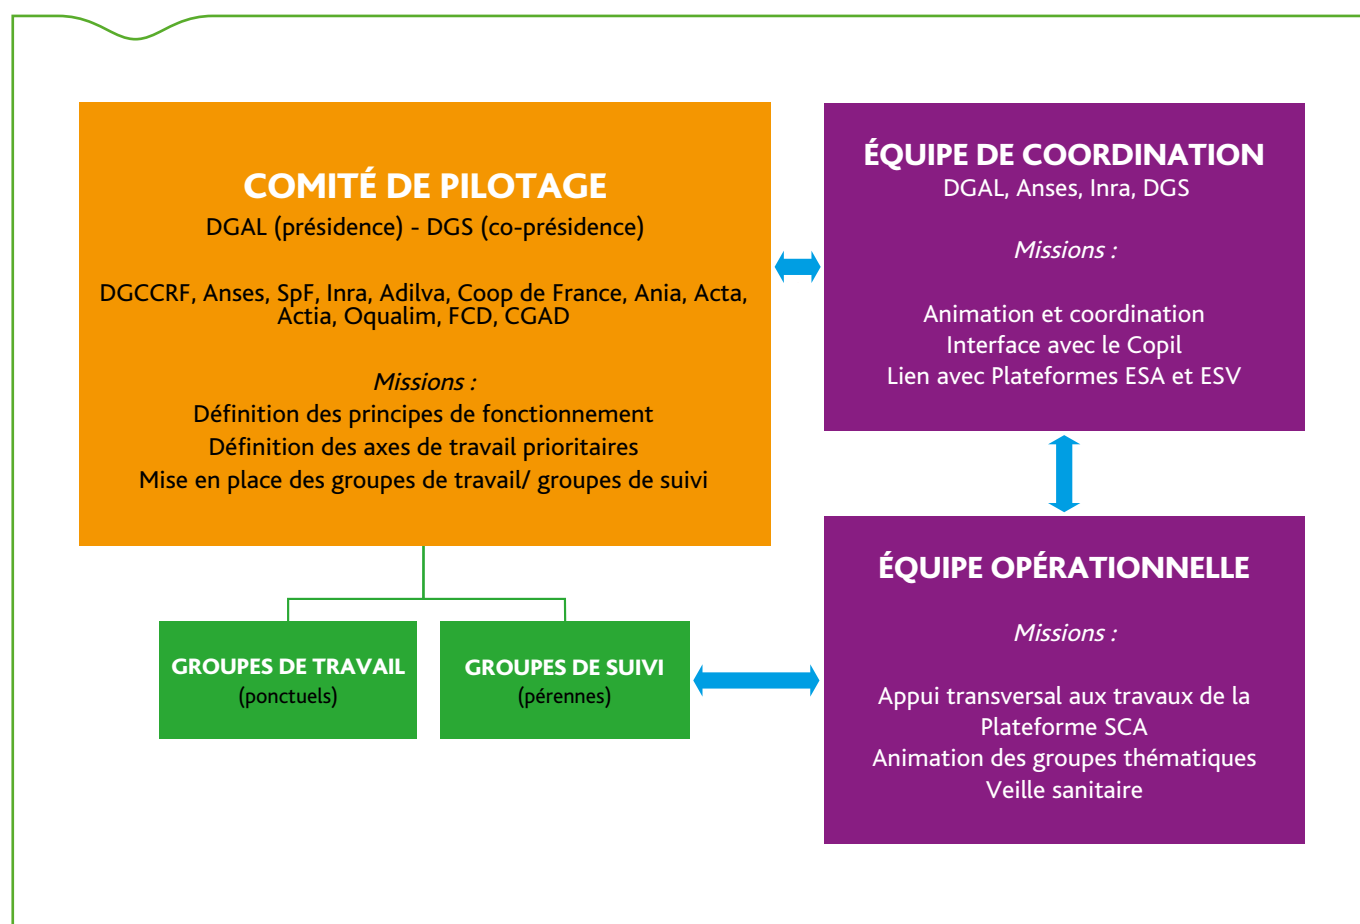 COMITÉ DE PILOTAGE
DGAL (présidence) - DGS (co-présidence)
DGCCRF, Anses, SpF, Inra, Adilva, Coop de France, Ania, Acta,
Actia, Oqualim, FCD, CGAD
Missions :
Définition des principes de fonctionnement
Définition des axes de travail prioritaires
Mise en place des groupes de travail/ groupes de suivi
ÉQUIPE DE COORDINATION
DGAL, Anses, Inra, DGS
Missions :
Animation et coordination
Interface avec le Copil
Lien avec Plateformes ESA et ESV
GROUPES DE TRAVAIL
(ponctuels)
GROUPES DE SUIVI
(pérennes)
ÉQUIPE OPÉRATIONNELLE
Missions :
Appui transversal aux travaux de la
Plateforme SCA
Animation des groupes thématiques
Veille sanitaire